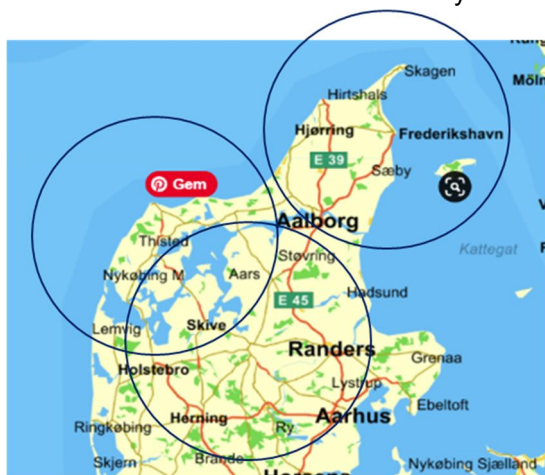 Skagen
Hirtshals
Hjørring
Frederikshavn
E 39
Sæby
Gem
Aalborg
Thisted
Støvring
Kattegat
Nykøbing M
Aars
E 45
Hadsund
Lemvig
Skive
Randers
Grenaa
Holstebro
Lystrup
Ebeltoft
Herning
Aarhus
Ringkøbing
Ry
Skjern
Brande
Nykøbing Sjælland